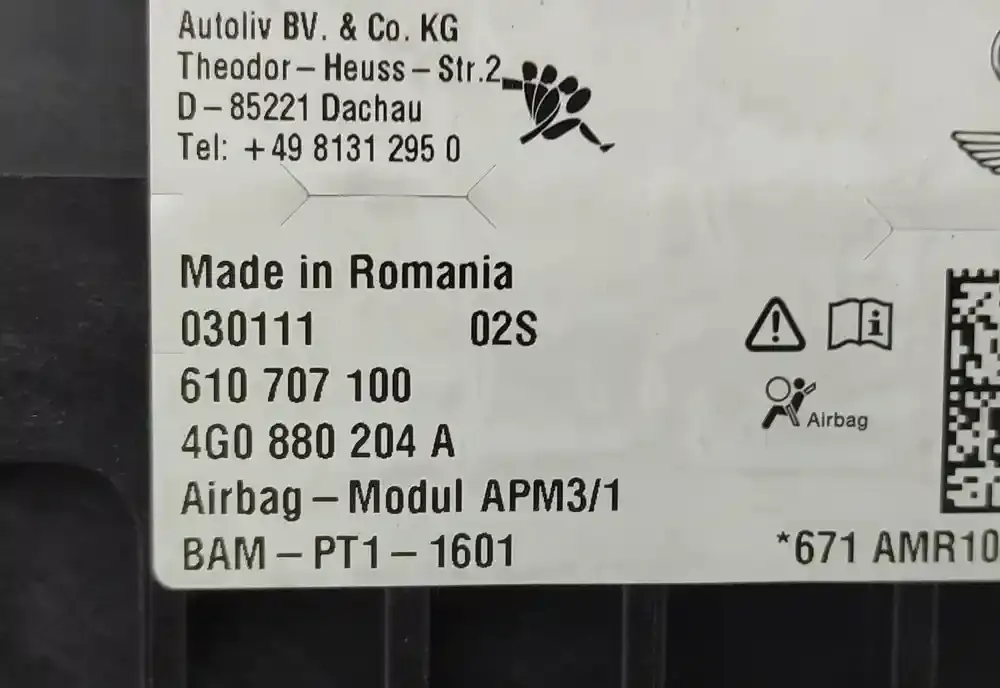 Autoliv BV. & Co. KG
Theodor – Heuss – Str.2
D – 85221 Dachau
Tel: +49 8131 295 0
Made in Romania
030111 02S
610 707 100
4G0 880 204 A
Airbag
Airbag – Modul APM3/1
BAM – PT1 – 1601 *671 AMR10